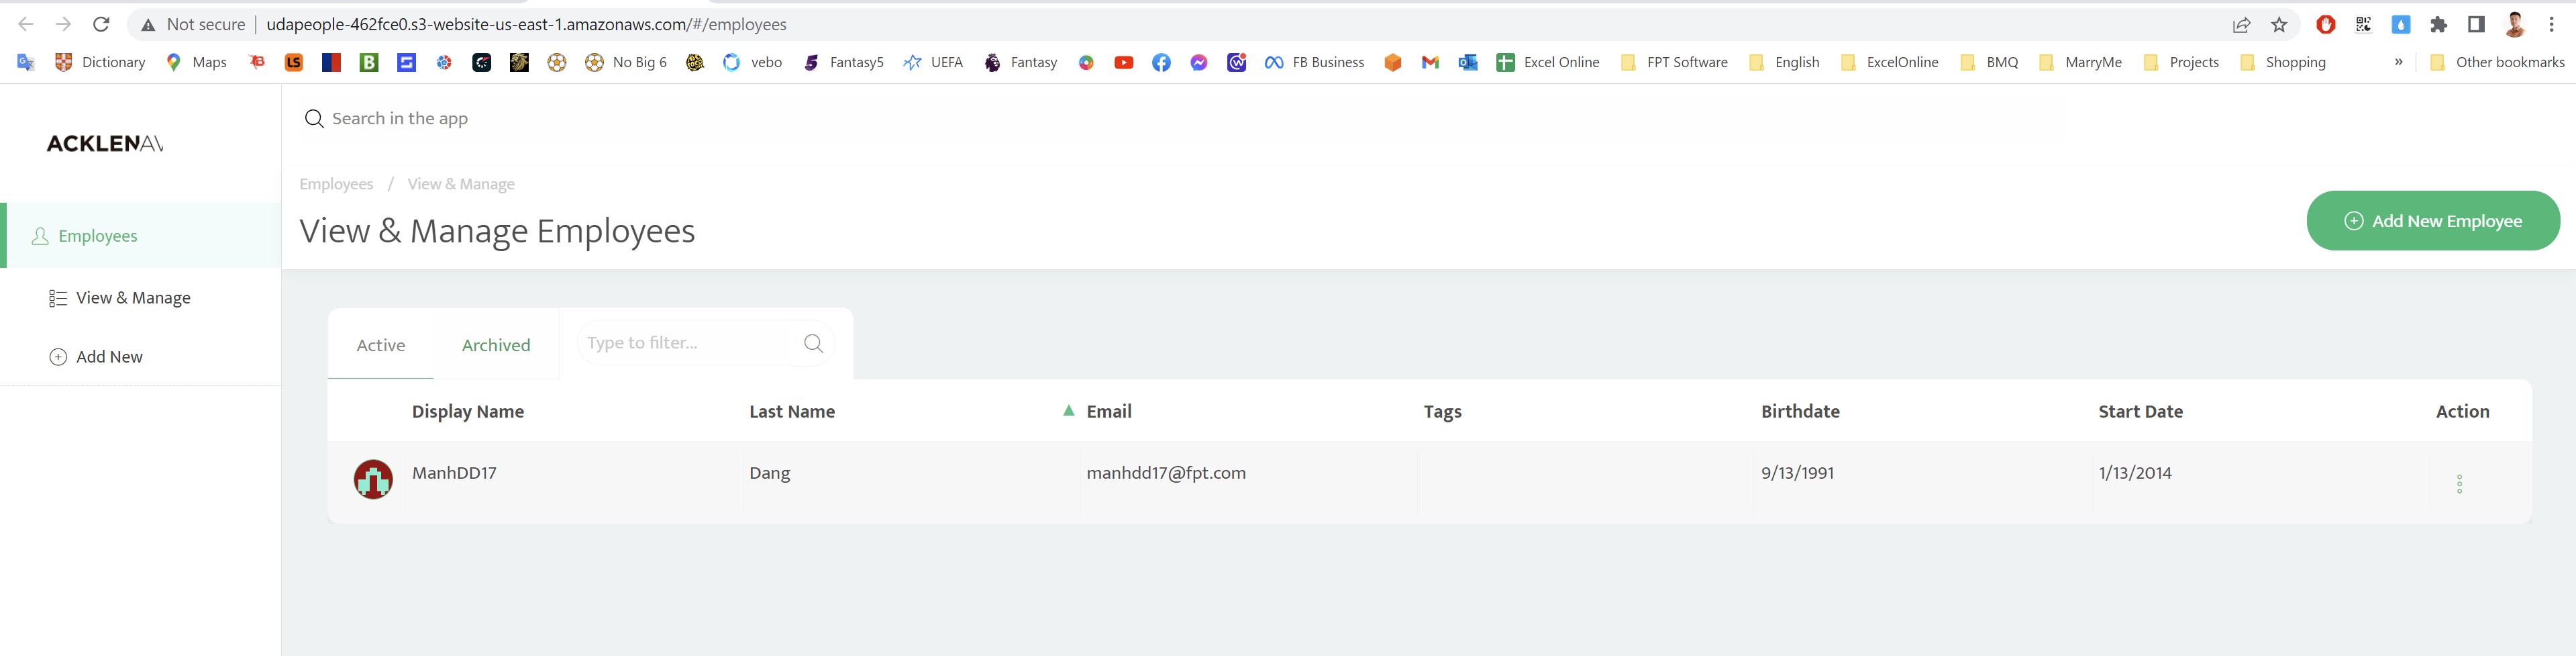 Not secure | udapeople-462fce0.s3-website-us-east-1.amazonaws.com/#/employees
Dictionary Maps LS B No Big 6 vebo Fantasy5 UEFA Fantasy FB Business Excel Online FPT Software English ExcelOnline BMQ MarryMe Projects Shopping » Other bookmarks
ACKLENAV
Search in the app
Employees / View & Manage
View & Manage Employees
Add New Employee
Employees
View & Manage
Add New
Active Archived Type to filter...
Display Name Last Name Email Tags Birthdate Start Date Action
ManhDD17 Dang manhdd17@fpt.com 9/13/1991 1/13/2014